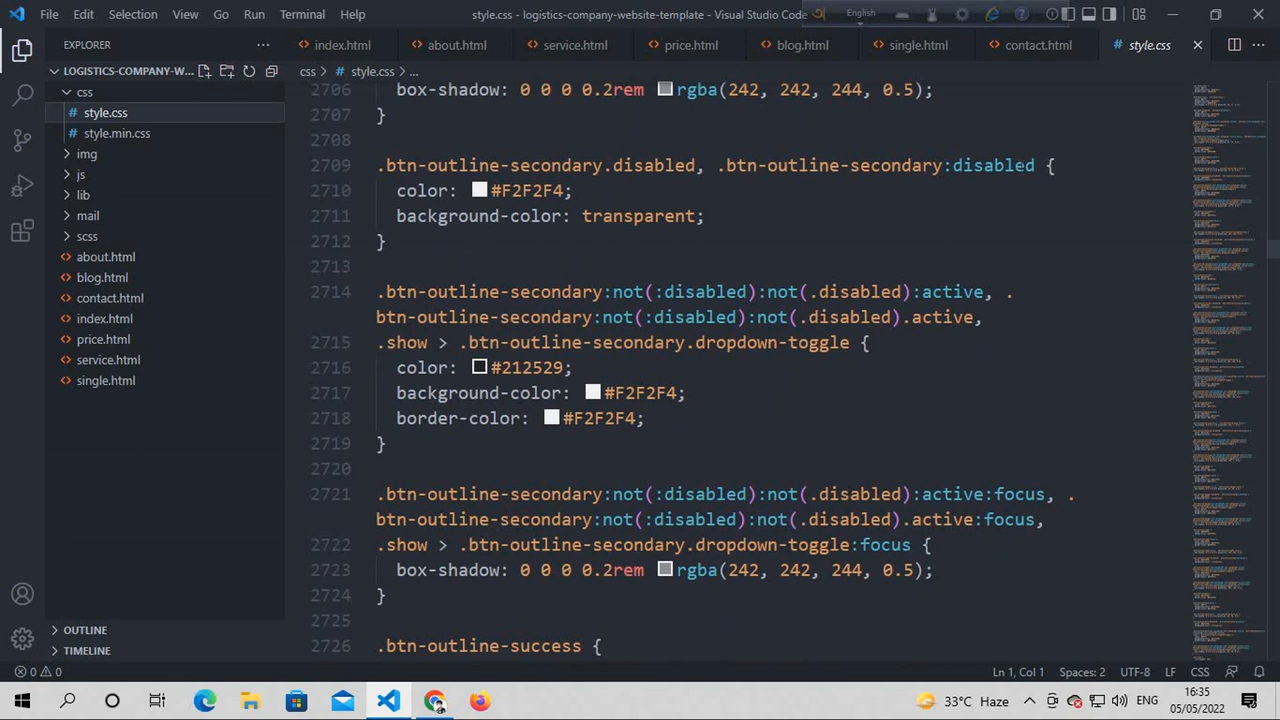 File Edit Selection View Go Run Terminal Help
style.css - logistics-company-website-template - Visual Studio Code
English
EXPLORER
index.html about.html service.html price.html blog.html single.html contact.html style.css
LOGISTICS-COMPANY-W...
css > # style.css > ...
css
# style.css
# style.min.css
img
js
lib
mail
scss
about.html
blog.html
contact.html
index.html
price.html
service.html
single.html
OUTLINE
TIMELINE
2706 box-shadow: 0 0 0 0.2rem rgba(242, 242, 244, 0.5);
2707 }
2708
2709 .btn-outline-secondary.disabled, .btn-outline-secondary:disabled {
2710 color: #F2F2F4;
2711 background-color: transparent;
2712 }
2713
2714 .btn-outline-secondary:not(:disabled):not(.disabled):active, .
btn-outline-secondary:not(:disabled):not(.disabled).active,
2715 .show > .btn-outline-secondary.dropdown-toggle {
2716 color: #212529;
2717 background-color: #F2F2F4;
2718 border-color: #F2F2F4;
2719 }
2720
2721 .btn-outline-secondary:not(:disabled):not(.disabled):active:focus, .
btn-outline-secondary:not(:disabled):not(.disabled).active:focus,
2722 .show > .btn-outline-secondary.dropdown-toggle:focus {
2723 box-shadow: 0 0 0 0.2rem rgba(242, 242, 244, 0.5);
2724 }
2725
2726 .btn-outline-success {
0 0
Ln 1, Col 1 Spaces: 2 UTF-8 LF CSS
33°C Haze
ENG
16:35
05/05/2022